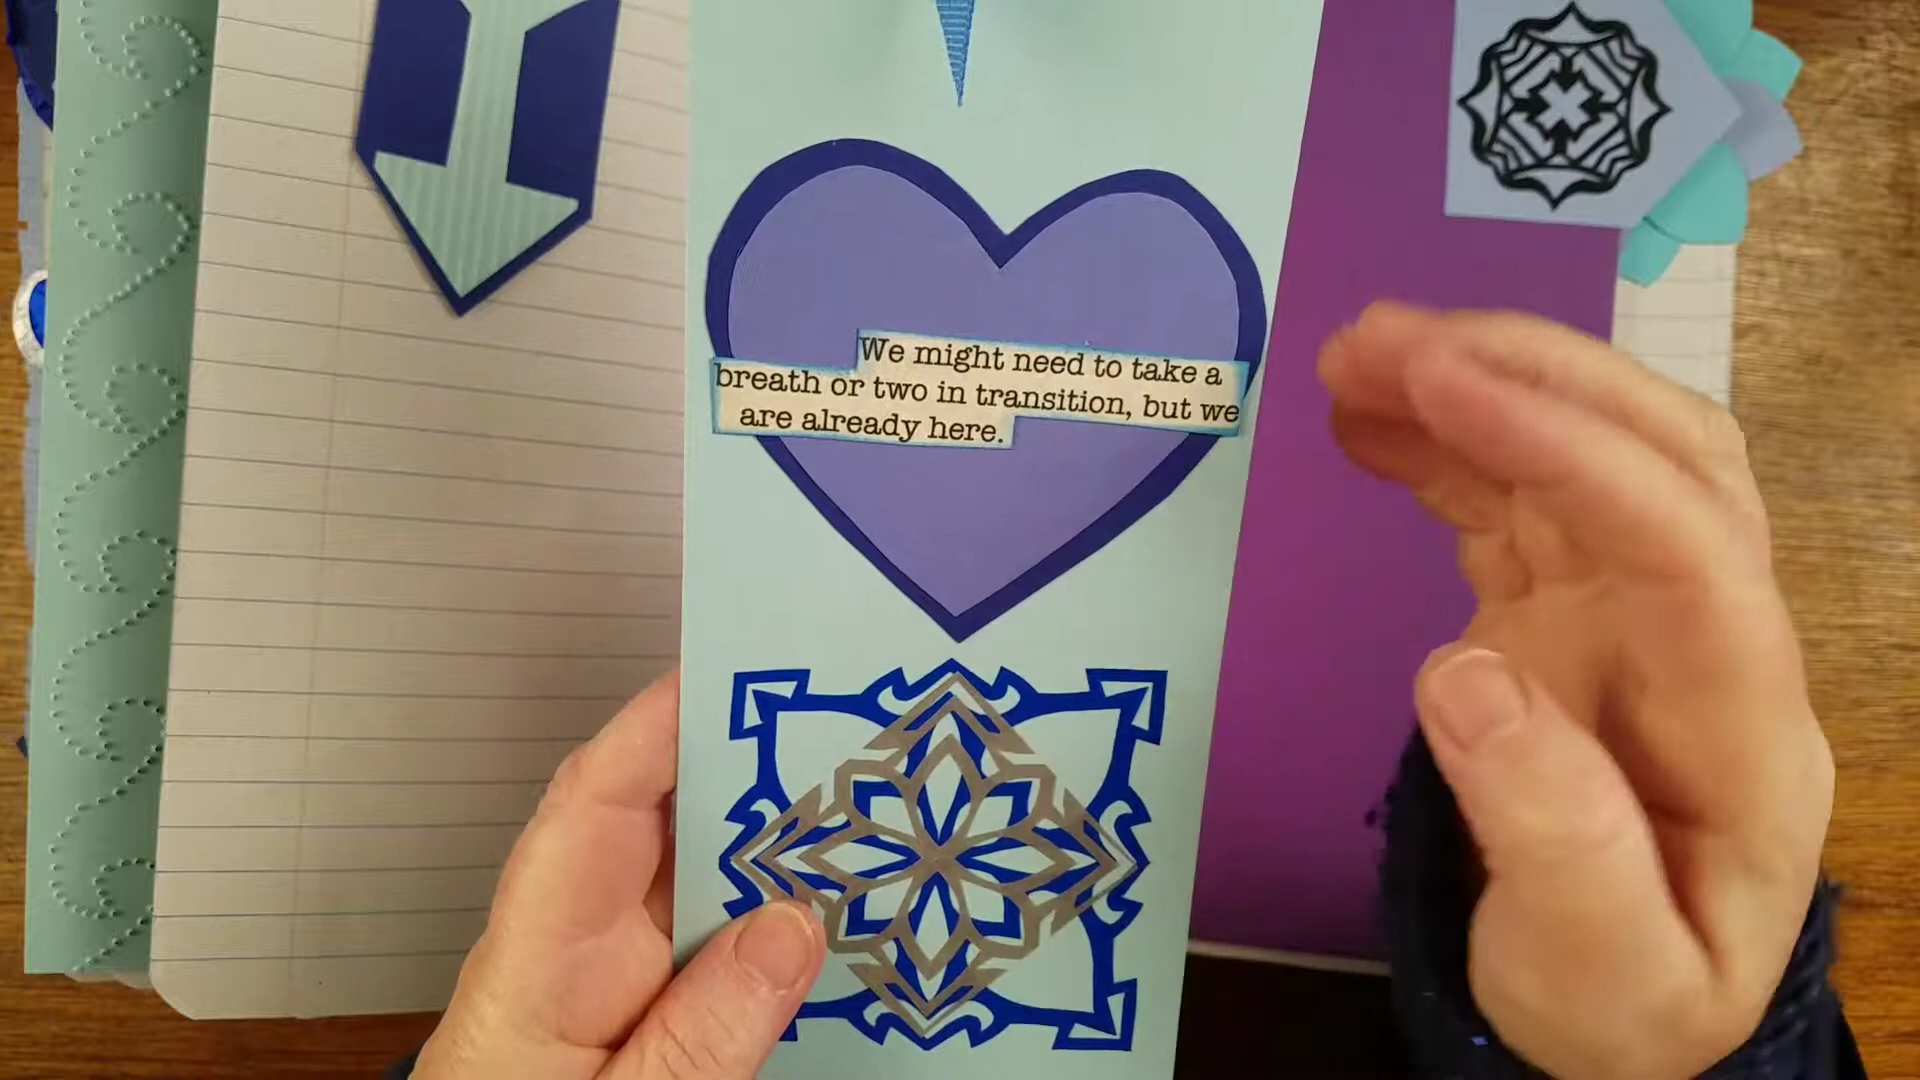 We might need to take a
breath or two in transition, but we
are already here.